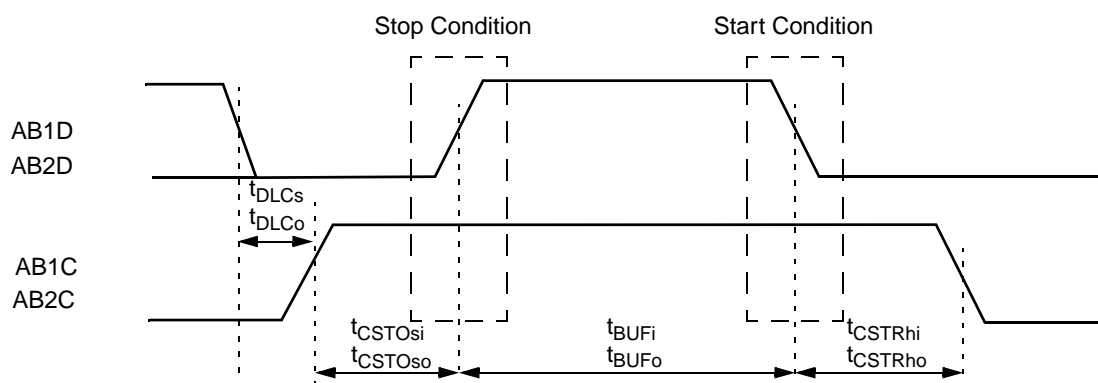 Stop Condition Start Condition
AB1D
AB2D
tDLCs
tDLCo
AB1C
AB2C
tCSTOsi tBUFi tCSTRhi
tCSTOso tBUFo tCSTRho